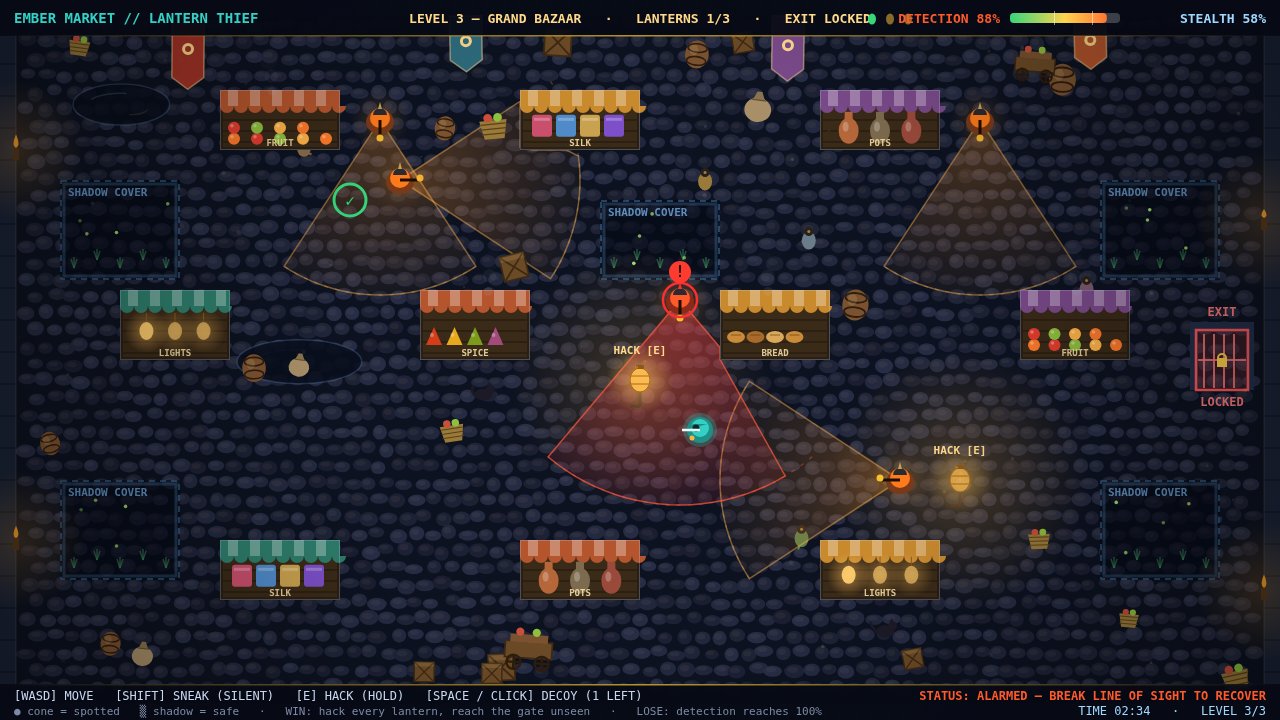 EMBER MARKET // LANTERN THIEF
LEVEL 3 — GRAND BAZAAR · LANTERNS 1/3 · EXIT LOCKED
DETECTION 88%
STEALTH 58%
FRUIT
SILK
POTS
SHADOW COVER
SHADOW COVER
SHADOW COVER
✓
!
LIGHTS
SPICE
BREAD
FRUIT
EXIT
LOCKED
HACK [E]
HACK [E]
SHADOW COVER
SHADOW COVER
SILK
POTS
LIGHTS
[WASD] MOVE [SHIFT] SNEAK (SILENT) [E] HACK (HOLD) [SPACE / CLICK] DECOY (1 LEFT)
STATUS: ALARMED — BREAK LINE OF SIGHT TO RECOVER
● cone = spotted ▒ shadow = safe · WIN: hack every lantern, reach the gate unseen · LOSE: detection reaches 100%
TIME 02:34 · LEVEL 3/3